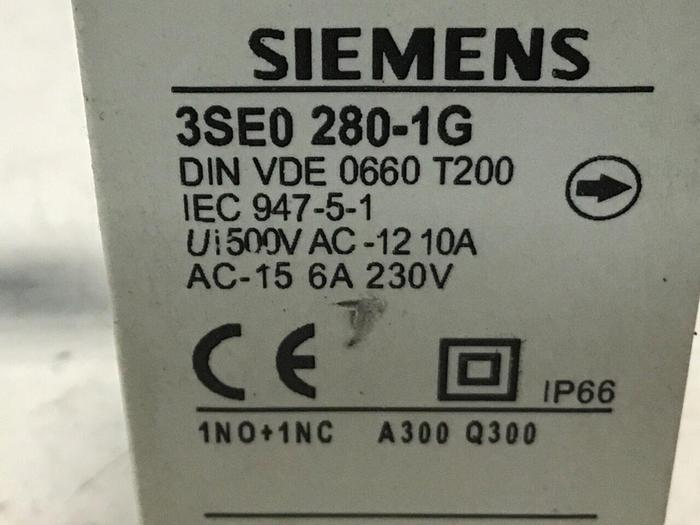 SIEMENS
3SE0 280-1G
DIN VDE 0660 T200
IEC 947-5-1
Ui500V AC -12 10A
AC-15 6A 230V
CE
IP66
1NO+1NC A300 Q300